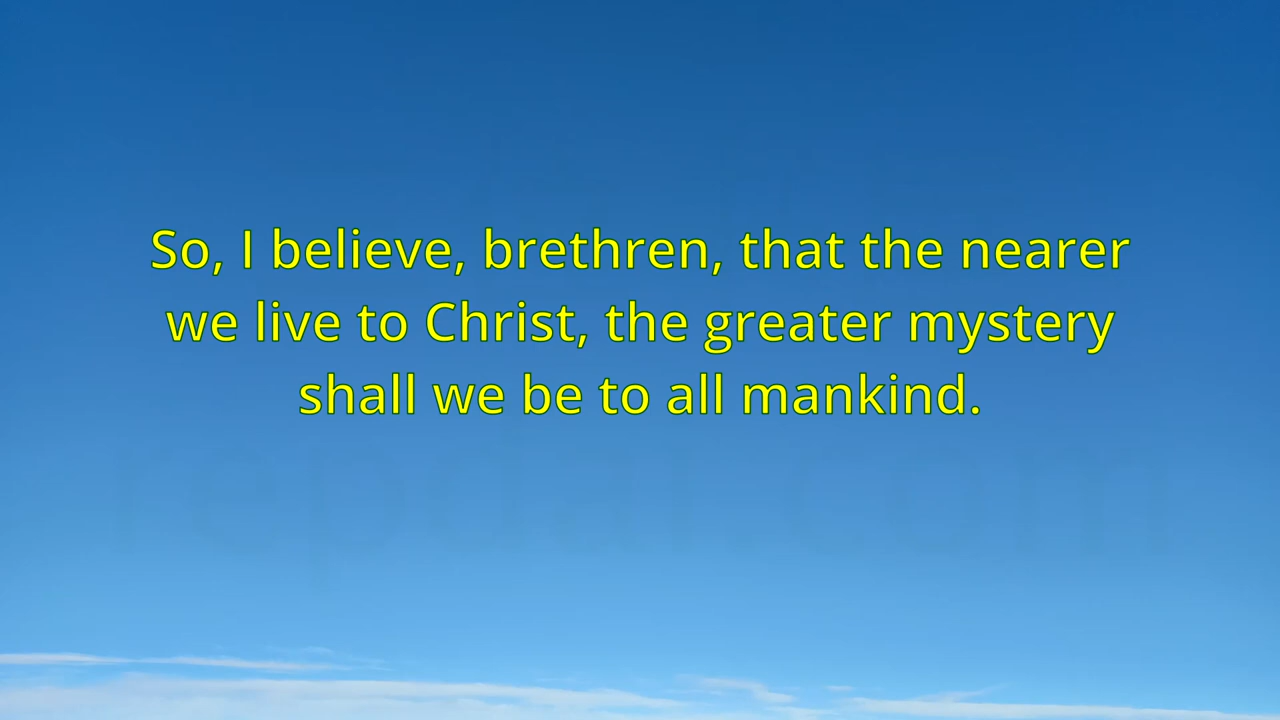 So, I believe, brethren, that the nearer
we live to Christ, the greater mystery
shall we be to all mankind.